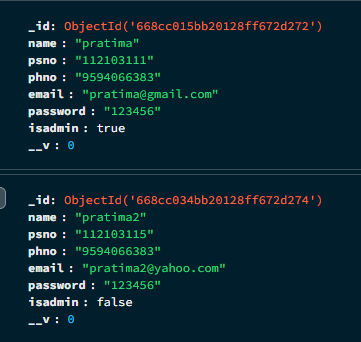 _id: ObjectId('668cc015bb20128ff672d272')
name : "pratima"
psno : "112103111"
phno : "9594066383"
email : "pratima@gmail.com"
password : "123456"
isadmin : true
__v : 0
_id: ObjectId('668cc034bb20128ff672d274')
name : "pratima2"
psno : "112103115"
phno : "9594066383"
email : "pratima2@yahoo.com"
password : "123456"
isadmin : false
__v : 0